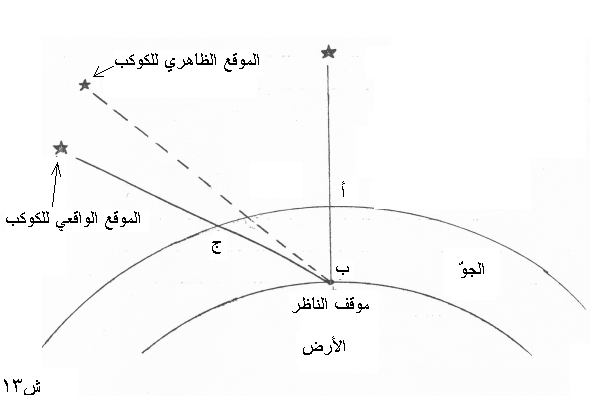 الموقع الظاهري للكوكب
أ
الموقع الواقعي للكوكب
ج
ب
الجوّ
موقف الناظر
الأرض
ش١٣